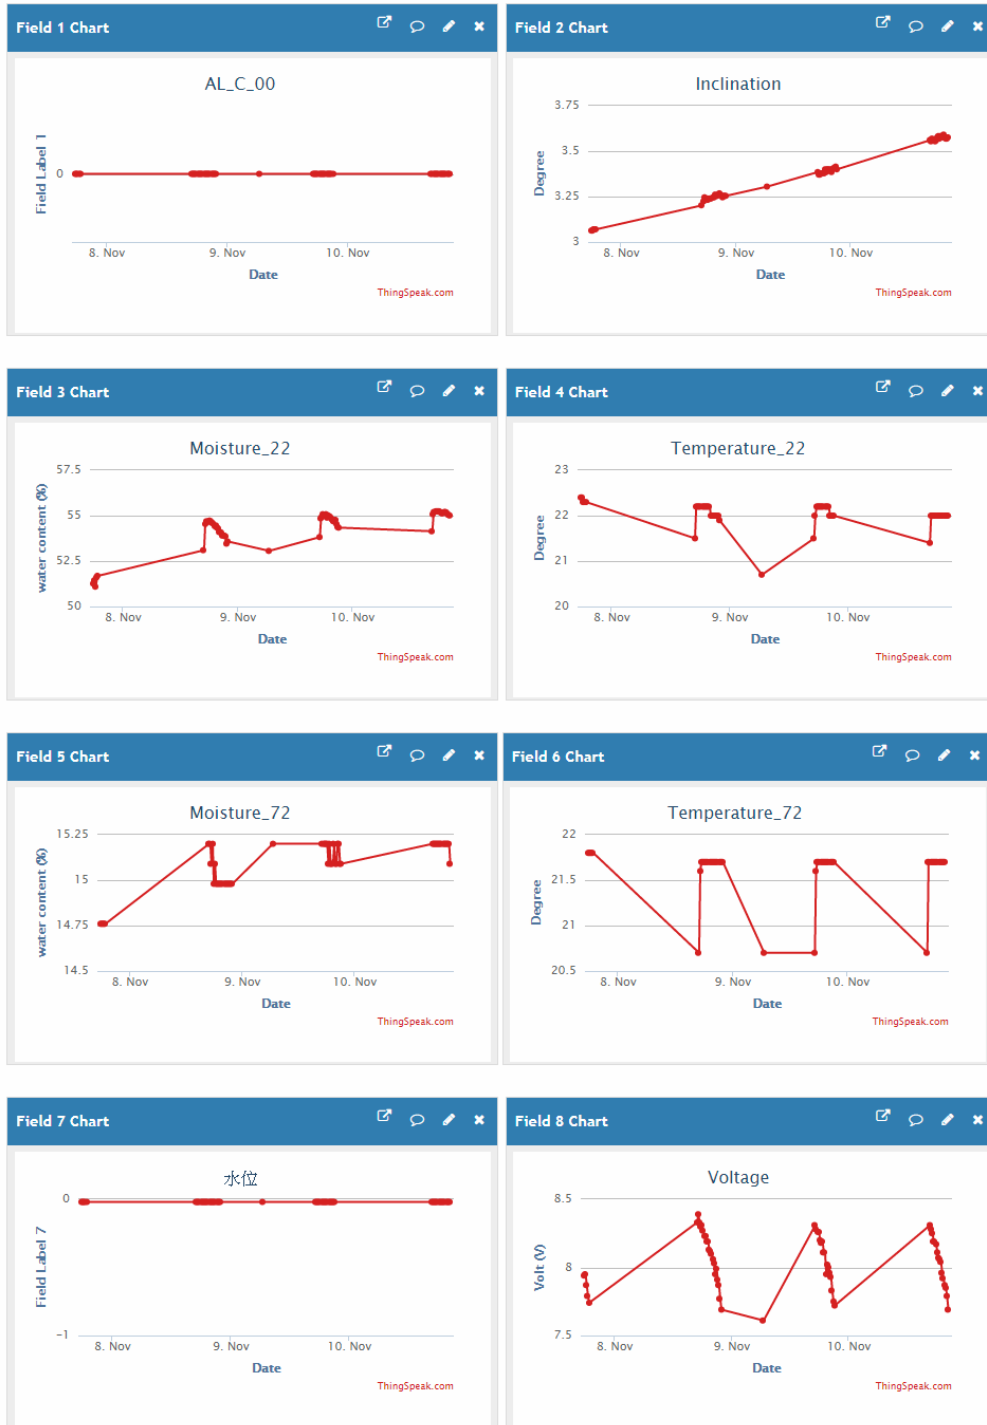 Field 1 Chart
AL_C_00
Field Label 1
0
8. Nov 9. Nov 10. Nov
Date
ThingSpeak.com
Field 2 Chart
Inclination
Degree
3.75
3.5
3.25
3
8. Nov 9. Nov 10. Nov
Date
ThingSpeak.com
Field 3 Chart
Moisture_22
water content (%)
57.5
55
52.5
50
8. Nov 9. Nov 10. Nov
Date
ThingSpeak.com
Field 4 Chart
Temperature_22
Degree
23
22
21
20
8. Nov 9. Nov 10. Nov
Date
ThingSpeak.com
Field 5 Chart
Moisture_72
water content (%)
15.25
15
14.75
14.5
8. Nov 9. Nov 10. Nov
Date
ThingSpeak.com
Field 6 Chart
Temperature_72
Degree
22
21.5
21
20.5
8. Nov 9. Nov 10. Nov
Date
ThingSpeak.com
Field 7 Chart
水位
Field Label 7
0
-1
8. Nov 9. Nov 10. Nov
Date
ThingSpeak.com
Field 8 Chart
Voltage
Volt (V)
8.5
8
7.5
8. Nov 9. Nov 10. Nov
Date
ThingSpeak.com